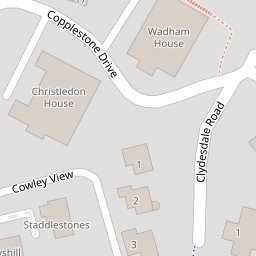 Copplestone Drive
Wadham
House
Christledon
House
Clydesdale Road
1
Cowley View
2
Staddlestones
3
1